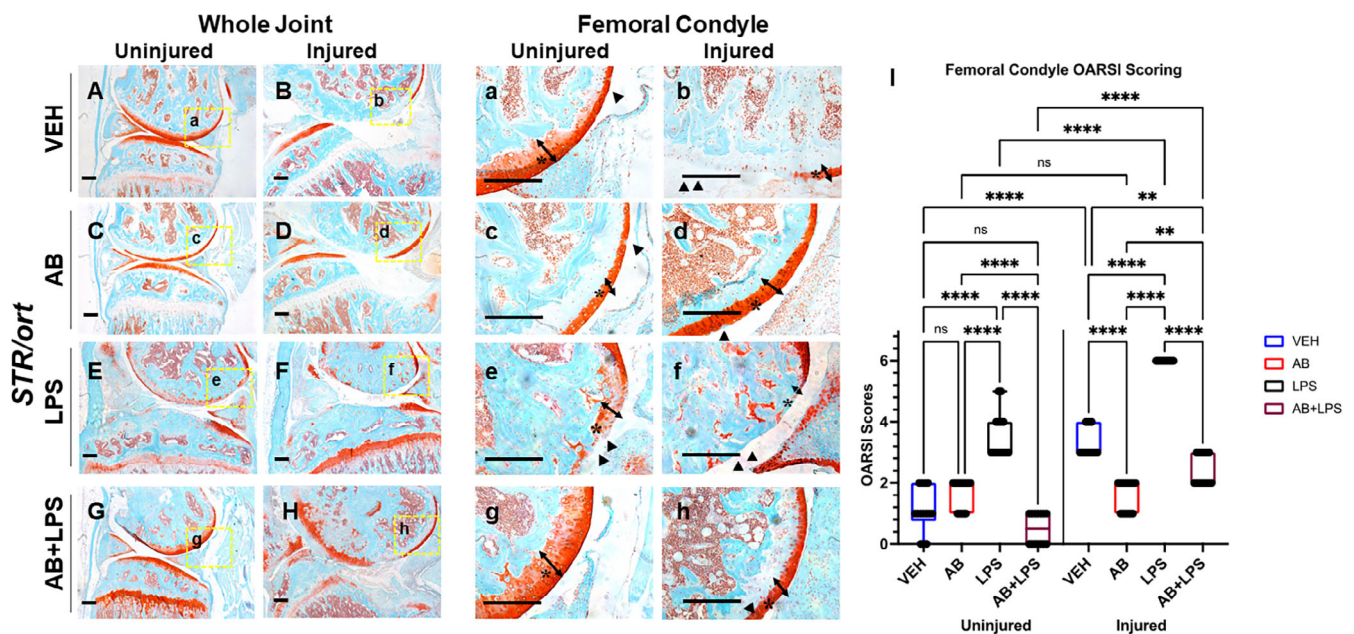 Whole Joint
Femoral Condyle
Uninjured
Injured
Uninjured
Injured
STR/ort
VEH
A
a
B
b
a
*
b
*
AB
C
c
D
d
c
*
d
*
LPS
E
e
F
f
e
*
f
*
AB+LPS
G
g
H
h
g
*
h
*
I
Femoral Condyle OARSI Scoring
****
****
ns
****
**
ns
**
****
****
****
****
****
ns
****
****
****
OARSI Scores
6
4
2
0
VEH
AB
LPS
AB+LPS
VEH
AB
LPS
AB+LPS
Uninjured
Injured
VEH
AB
LPS
AB+LPS